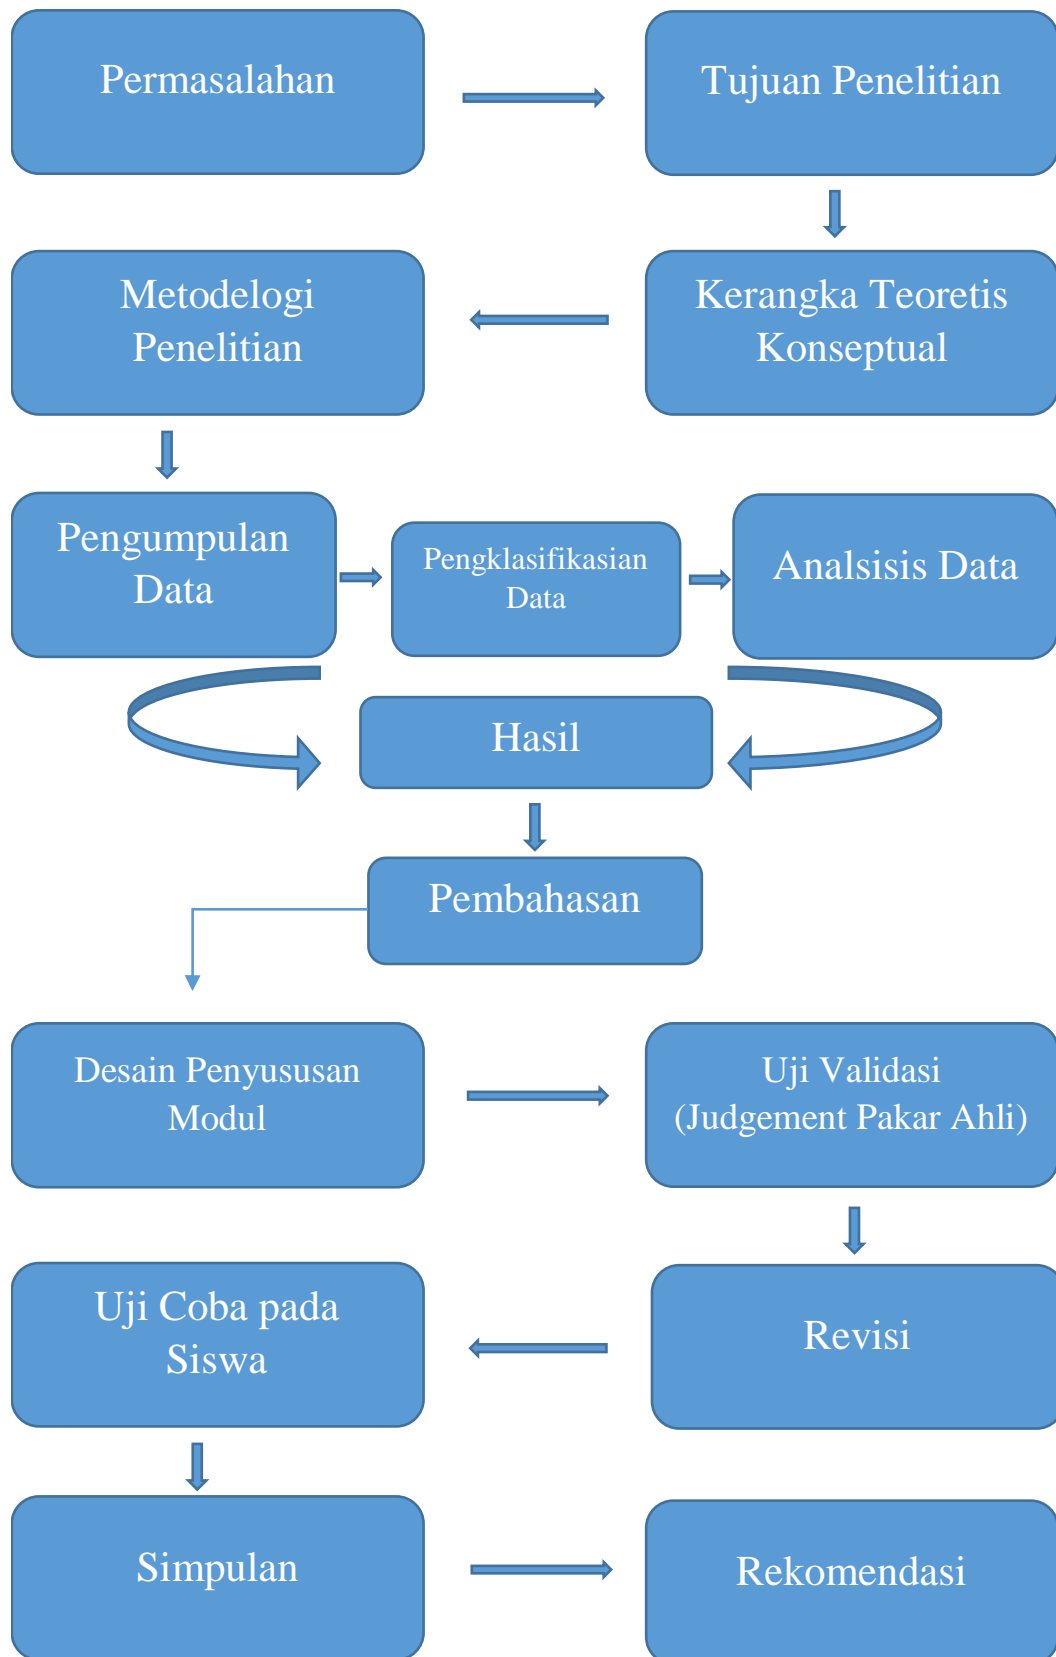 Permasalahan
Tujuan Penelitian
Kerangka Teoretis
Konseptual
Metodelogi
Penelitian
Pengumpulan
Data
Pengklasifikasian
Data
Analsisis Data
Hasil
Pembahasan
Desain Penyususan
Modul
Uji Validasi
(Judgement Pakar Ahli)
Revisi
Uji Coba pada
Siswa
Simpulan
Rekomendasi